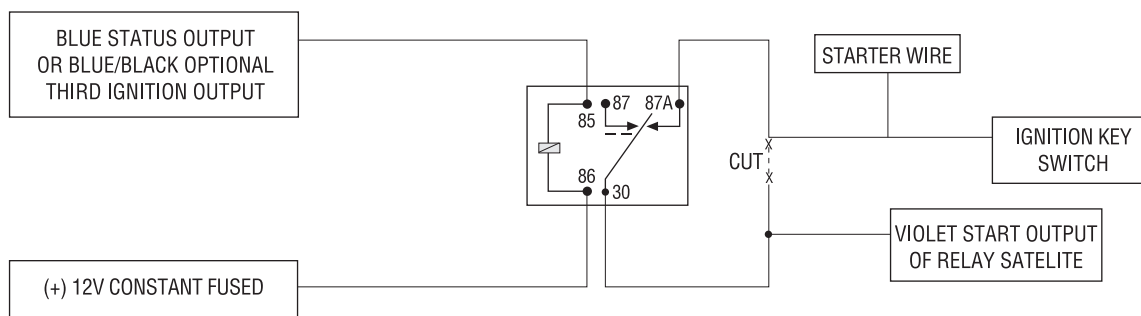 BLUE STATUS OUTPUT
OR BLUE/BLACK OPTIONAL
THIRD IGNITION OUTPUT
STARTER WIRE
87
87A
85
IGNITION KEY
SWITCH
CUT
86
30
VIOLET START OUTPUT
OF RELAY SATELITE
(+) 12V CONSTANT FUSED